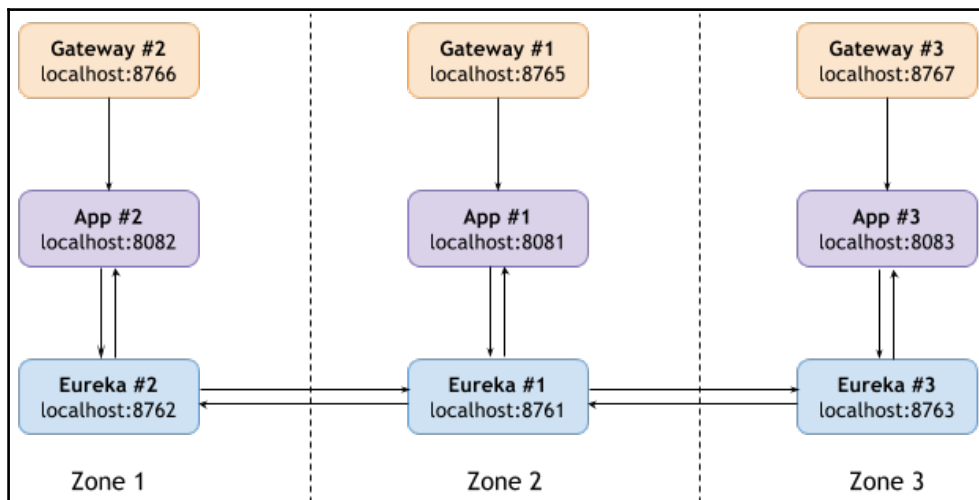 Gateway #2
localhost:8766
Gateway #1
localhost:8765
Gateway #3
localhost:8767
App #2
localhost:8082
App #1
localhost:8081
App #3
localhost:8083
Eureka #2
localhost:8762
Eureka #1
localhost:8761
Eureka #3
localhost:8763
Zone 1
Zone 2
Zone 3